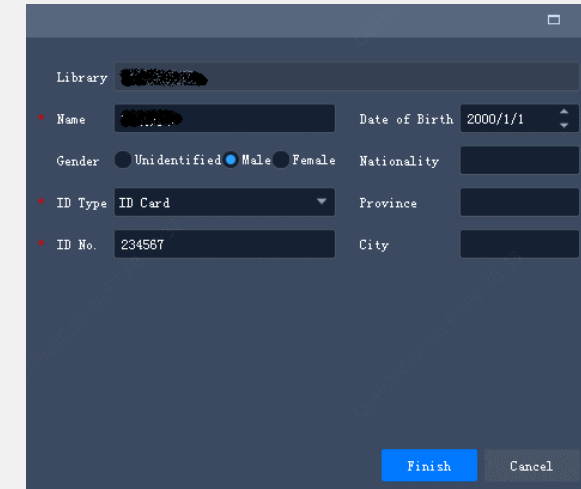 Library
* Name Date of Birth 2000/1/1
Gender Unidentified Male Female Nationality
* ID Type ID Card Province
* ID No. 234567 City
Finish Cancel